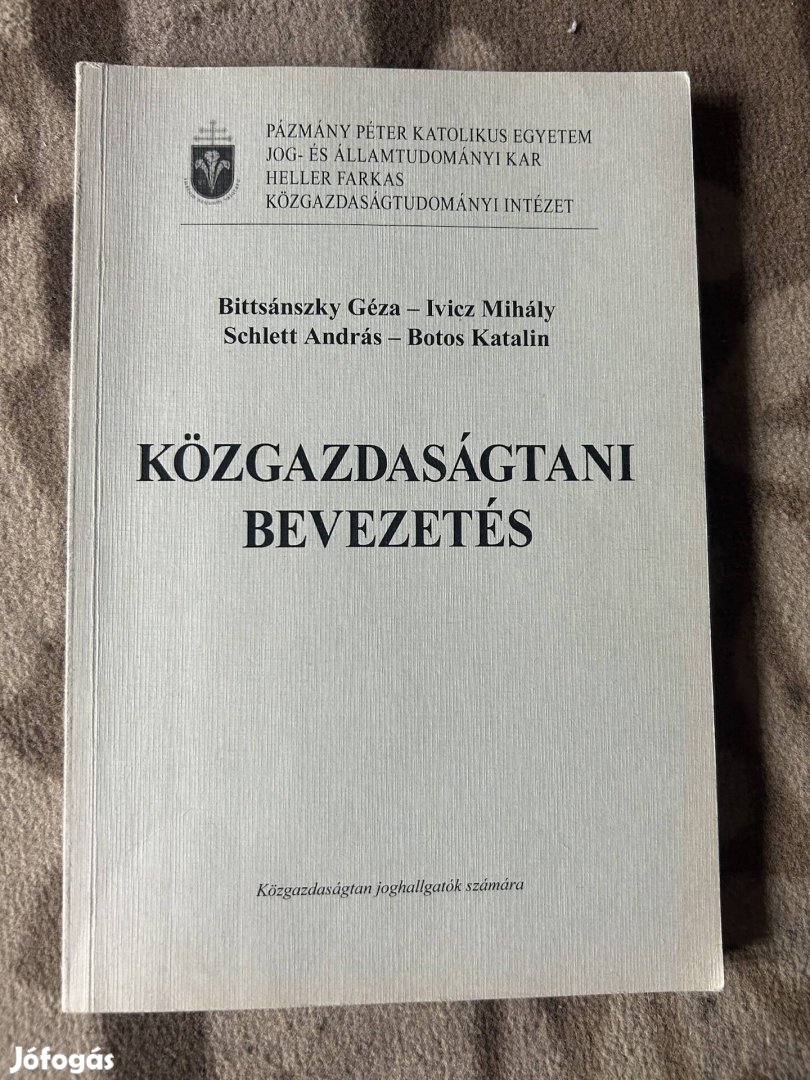 PÁZMÁNY PÉTER KATOLIKUS EGYETEM
JOG- ÉS ÁLLAMTUDOMÁNYI KAR
HELLER FARKAS
KÖZGAZDASÁGTUDOMÁNYI INTÉZET
Bittsánszky Géza – Ivicz Mihály
Schlett András – Botos Katalin
KÖZGAZDASÁGTANI
BEVEZETÉS
Közgazdaságtan joghallgatók számára
Jófogás